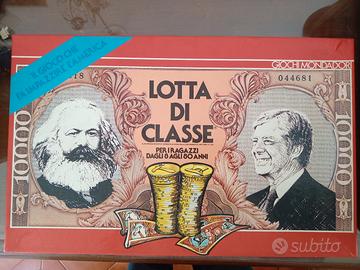 IL GIOCO CHE
FA IMPAZZIRE L'AMERICA
GIOCHI MONDADORI
044681
LOTTA
DI
CLASSE
PER I RAGAZZI
DAGLI 8 AGLI 80 ANNI
10000
10000
subito